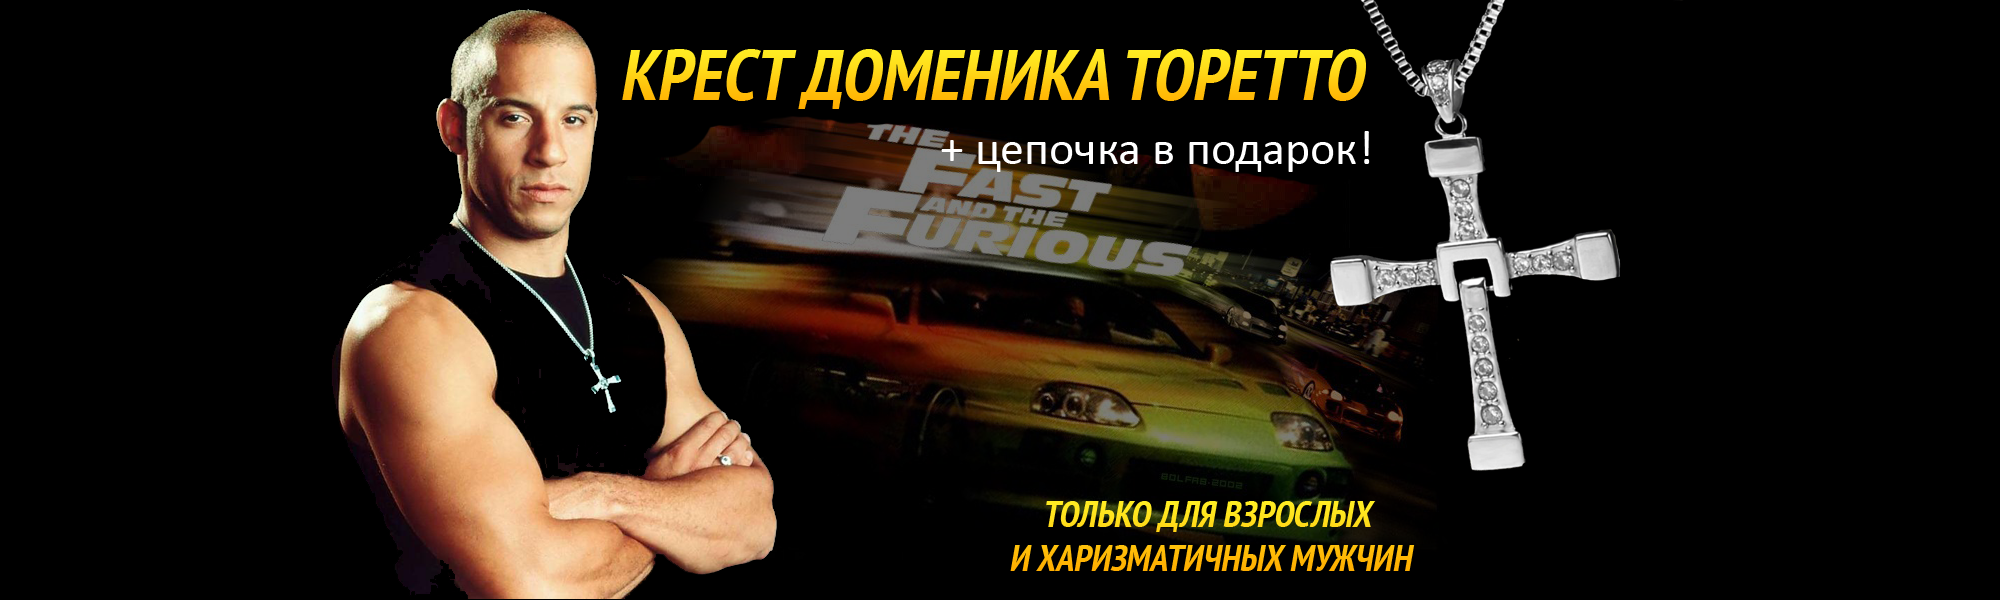 КРЕСТ ДОМЕНИКА ТОРЕТТО
+ цепочка в подарок!
THE
FAST
AND THE
FURIOUS
ТОЛЬКО ДЛЯ ВЗРОСЛЫХ
И ХАРИЗМАТИЧНЫХ МУЖЧИН